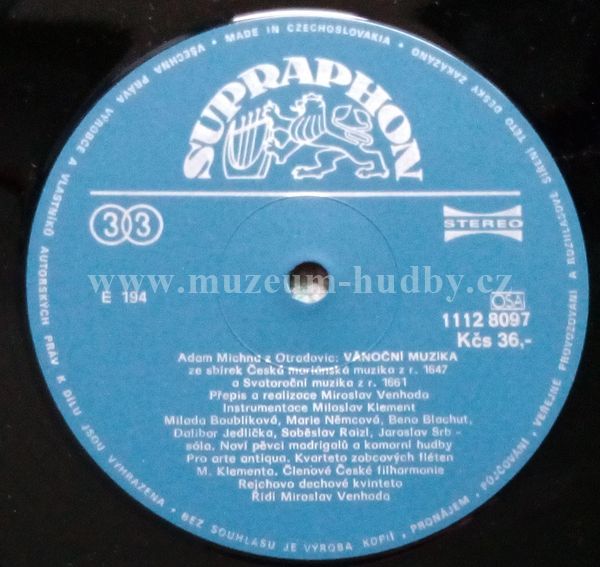 MADE IN CZECHOSLOVAKIA • VŠECHNA PRÁVA VÝROBCE A VLASTNÍKŮ AUTORSKÝCH PRÁV K DÍLU JSOU VYHRAZENA • BEZ SOUHLASU JE VÝROBA KOPIÍ, PRONÁJEM, PŮJČOVÁNÍ, VEŘEJNÉ PROVOZOVÁNÍ A ROZHLASOVÉ ŠÍŘENÍ TÉTO DESKY ZAKÁZÁNO •
SUPRAPHON
33
STEREO
www.muzeum-hudby.cz
E 194
OSA
1112 8097
Kčs 36,-
Adam Michna z Otradovic: VÁNOČNÍ MUZIKA
ze sbírek Česká mariánská muzika z r. 1647
a Svatoroční muzika z r. 1661
Přepis a realizace Miroslav Venhoda
Instrumentace Miloslav Klement
Milada Boublíková, Marie Němcová, Beno Blachut,
Dalibor Jedlička, Soběslav Raizl, Jaroslav Srb -
sóla, Noví pěvci madrigalů a komorní hudby
Pro arte antiqua, Kvarteto zobcových fléten
M. Klementa, Členové České filharmonie
Rejchovo dechové kvinteto
Řídí Miroslav Venhoda